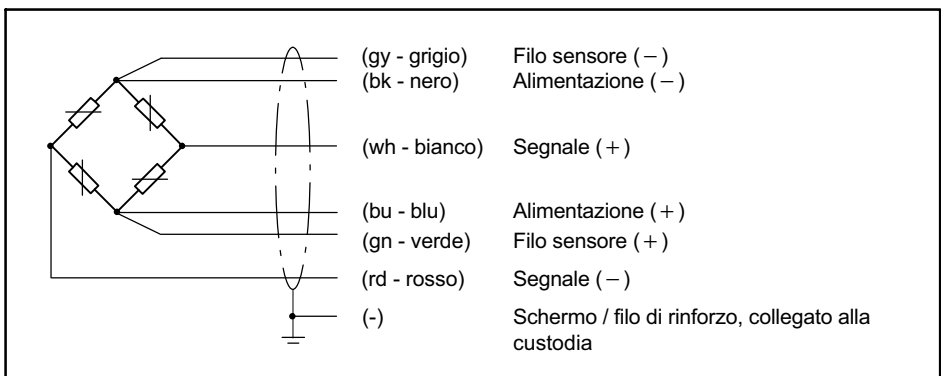 (gy - grigio) Filo sensore (−)
(bk - nero) Alimentazione (−)
(wh - bianco) Segnale (+)
(bu - blu) Alimentazione (+)
(gn - verde) Filo sensore (+)
(rd - rosso) Segnale (−)
(-) Schermo / filo di rinforzo, collegato alla
custodia